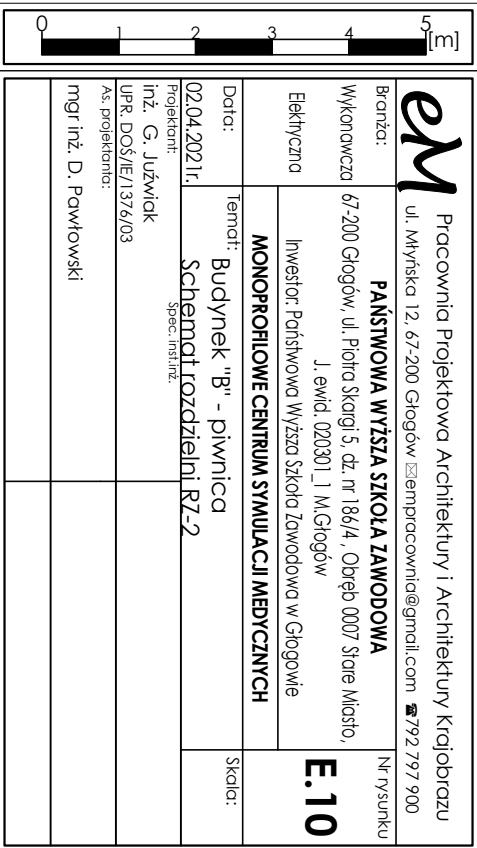 0 1 2 3 4 5 [m]
eM
Pracownia Projektowa Architektury i Architektury Krajobrazu
ul. Młyńska 12, 67-200 Głogów ✉empracownia@gmail.com ☎792 797 900
Branża:
Wykonawcza
Elektryczna
PAŃSTWOWA WYŻSZA SZKOŁA ZAWODOWA
67-200 Głogów, ul. Piotra Skargi 5, dz. nr 186/4 , Obręb 0007 Stare Miasto,
J. ewid. 020301_1 M.Głogów
Inwestor: Państwowa Wyższa Szkoła Zawodowa w Głogowie
MONOPROFILOWE CENTRUM SYMULACJI MEDYCZNYCH
Nr rysunku
E.10
Data:
02.04.2021r.
Temat: Budynek "B" - piwnica
Schemat rozdzielni RZ-2
Skala:
Projektant:
Spec. inst.inż.
inż. G. Juźwiak
UPR. DOŚ/IE/1376/03
As. projektanta:
mgr inż. D. Pawłowski